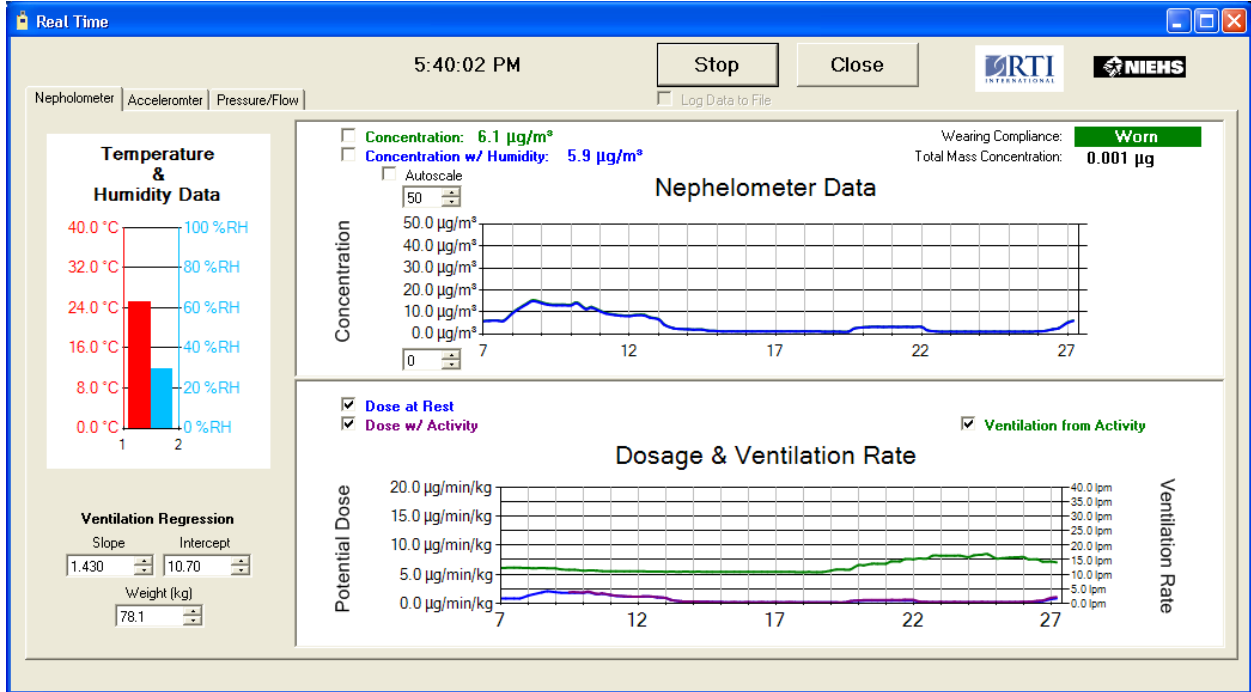 Real Time
5:40:02 PM
Stop
Close
RTI
INTERNATIONAL
NIEHS
Log Data to File
Nepholometer
Acceleromter
Pressure/Flow
Temperature
&
Humidity Data
40.0 °C
100 %RH
32.0 °C
80 %RH
24.0 °C
60 %RH
16.0 °C
40 %RH
8.0 °C
20 %RH
0.0 °C
0 %RH
1 2
Ventilation Regression
Slope Intercept
1.430 10.70
Weight (kg)
78.1
Concentration: 6.1 µg/m³
Concentration w/ Humidity: 5.9 µg/m³
Wearing Compliance: Worn
Total Mass Concentration: 0.001 µg
Autoscale
50
Nephelometer Data
Concentration
50.0 µg/m³
40.0 µg/m³
30.0 µg/m³
20.0 µg/m³
10.0 µg/m³
0.0 µg/m³
0
7 12 17 22 27
Dose at Rest
Dose w/ Activity
Ventilation from Activity
Dosage & Ventilation Rate
Potential Dose
20.0 µg/min/kg
15.0 µg/min/kg
10.0 µg/min/kg
5.0 µg/min/kg
0.0 µg/min/kg
40.0 lpm
35.0 lpm
30.0 lpm
25.0 lpm
20.0 lpm
15.0 lpm
10.0 lpm
5.0 lpm
0.0 lpm
Ventilation Rate
7 12 17 22 27